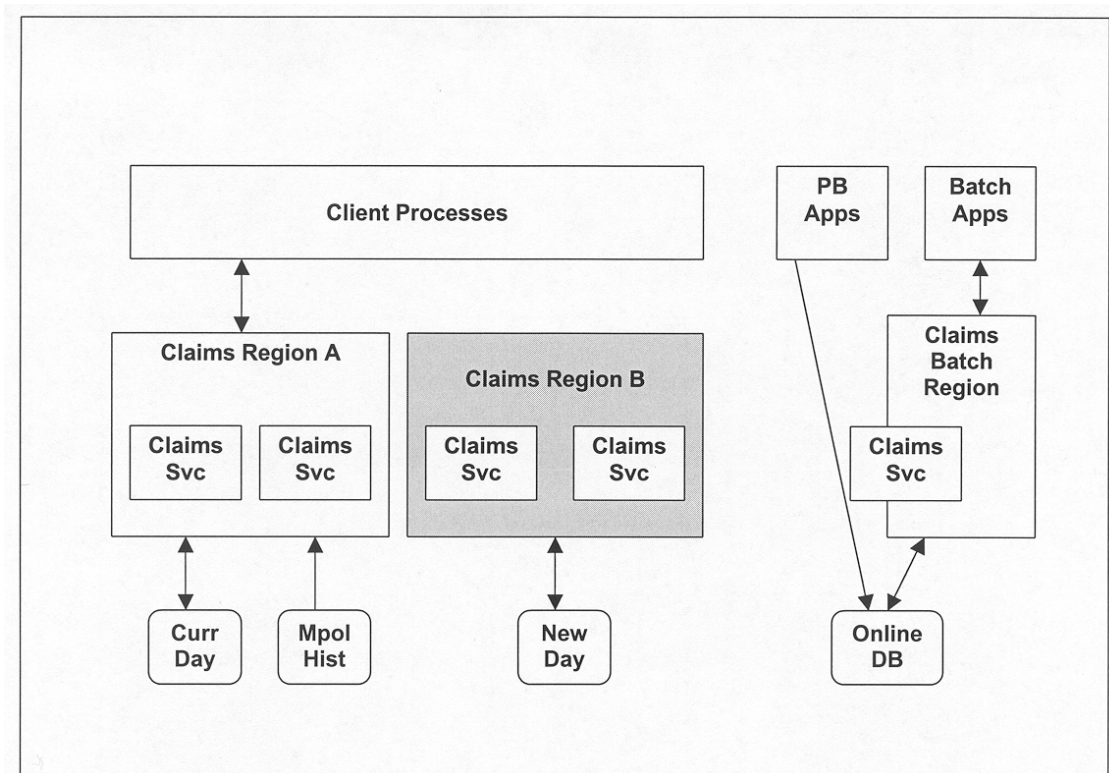 Client Processes
PB
Apps
Batch
Apps
Claims Region A
Claims
Svc
Claims
Svc
Claims Region B
Claims
Svc
Claims
Svc
Claims
Batch
Region
Claims
Svc
Curr
Day
Mpol
Hist
New
Day
Online
DB